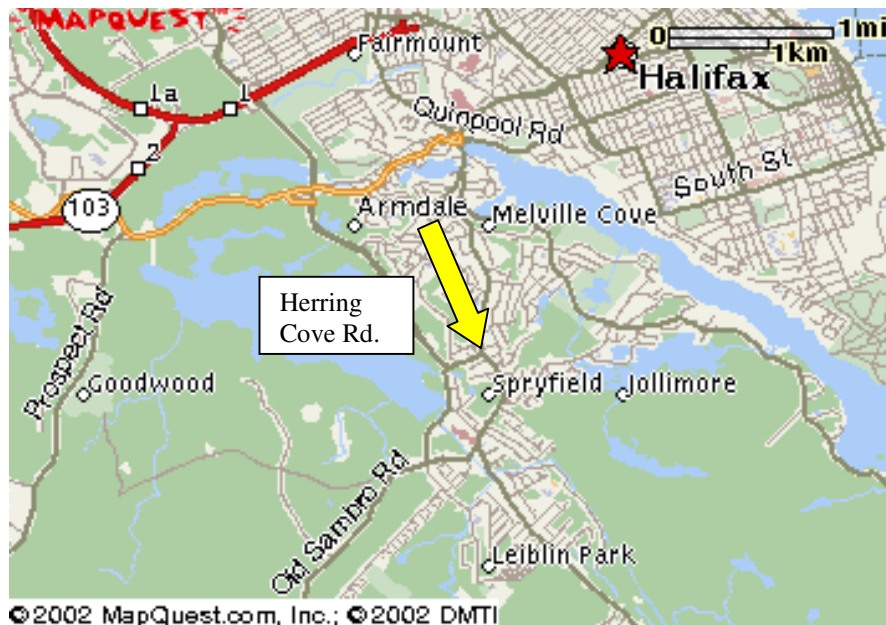 MAPQUEST
0 1mi
1km
Fairmount
Halifax
1a
1
Quinpool Rd
2
South St
103
Armdale
Melville Cove
Herring
Cove Rd.
Prospect Rd
Goodwood
Spryfield
Jollimore
Old Sambro Rd
Leiblin Park
©2002 MapQuest.com, Inc.; ©2002 DMTI